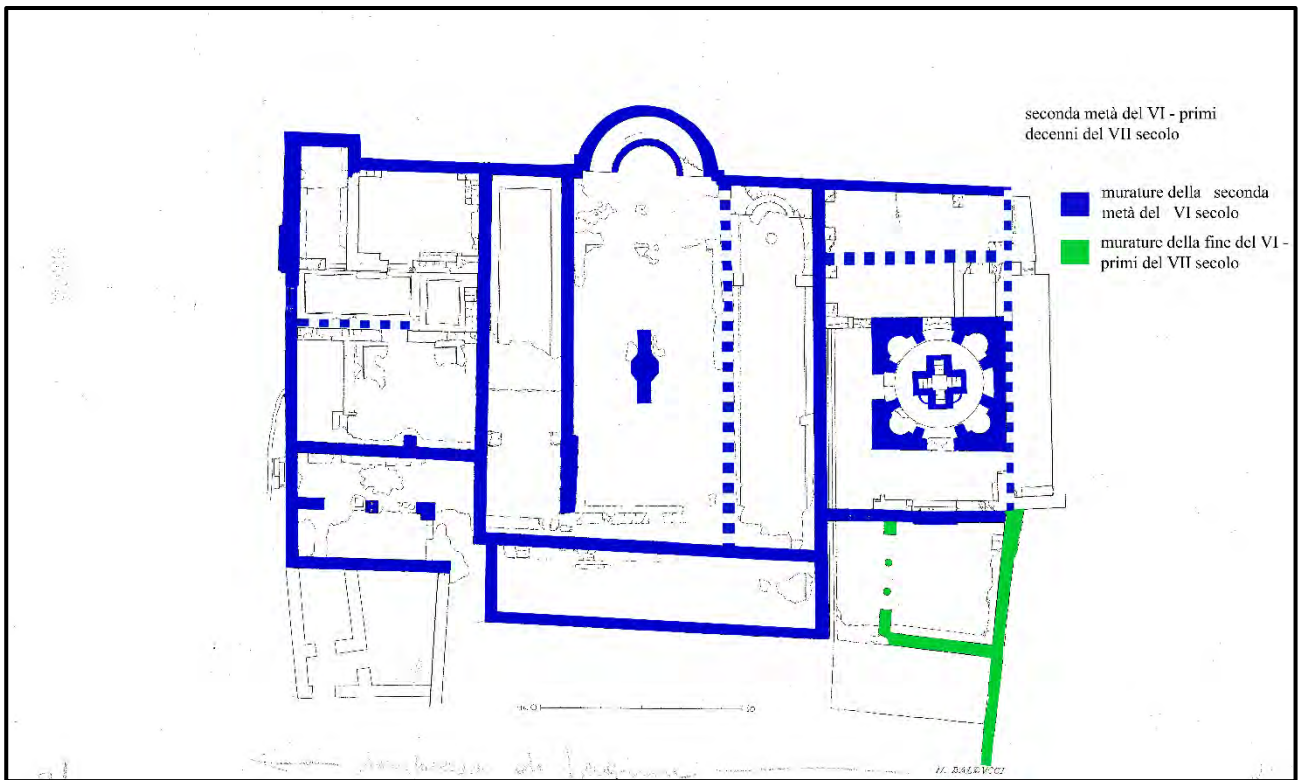 seconda metà del VI - primi
decenni del VII secolo
murature della seconda
metà del VI secolo
murature della fine del VI -
primi del VII secolo
10
H. BALDUCCI